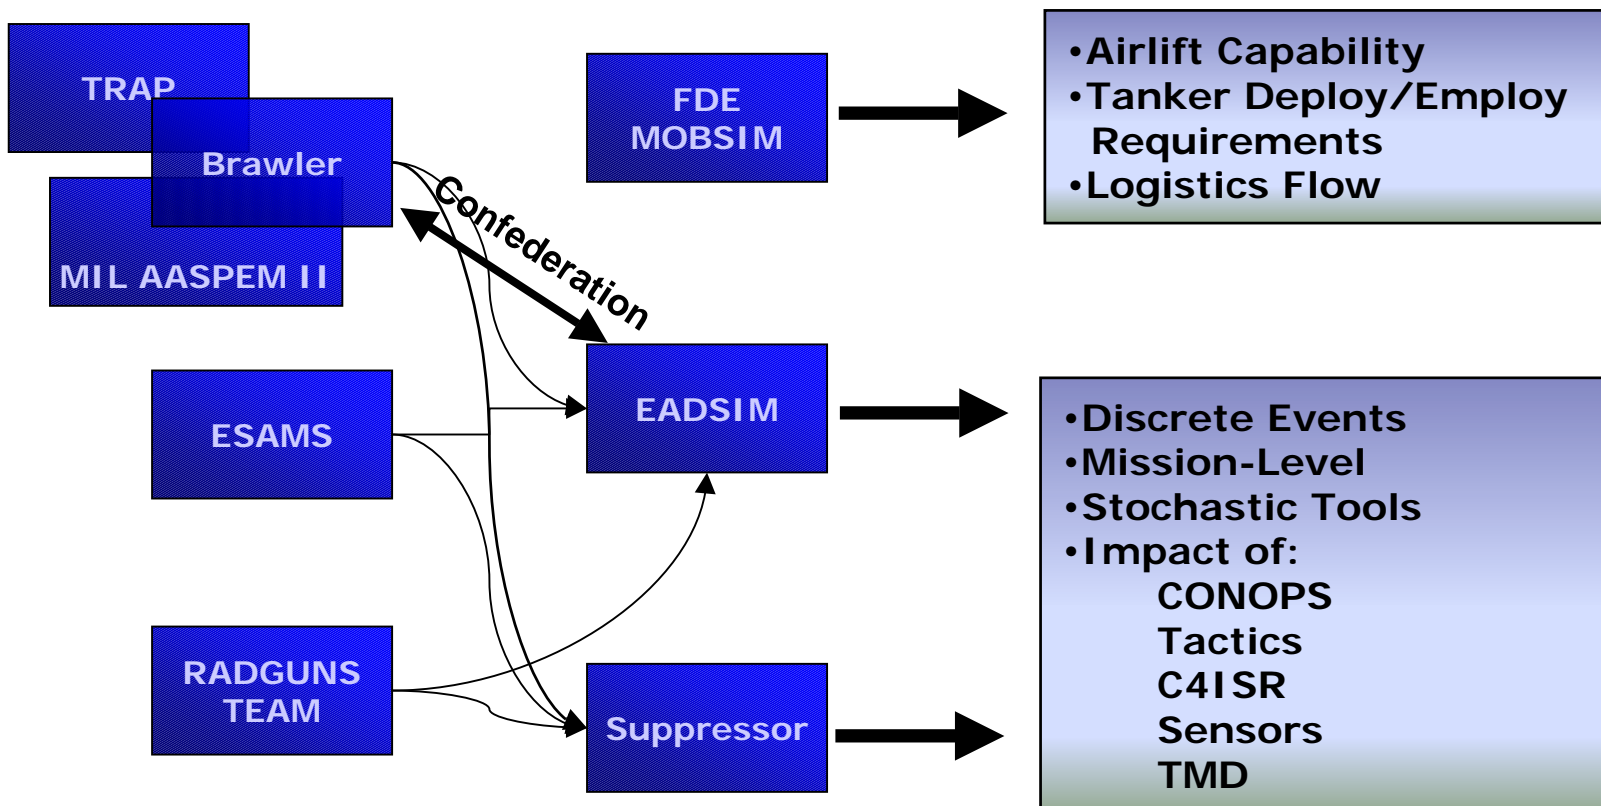 TRAP
Brawler
MIL AASPEM II
ESAMS
RADGUNS
TEAM
Confederation
FDE
MOBSIM
EADSIM
Suppressor
•Airlift Capability
•Tanker Deploy/Employ
Requirements
•Logistics Flow
•Discrete Events
•Mission-Level
•Stochastic Tools
•Impact of:
CONOPS
Tactics
C4ISR
Sensors
TMD